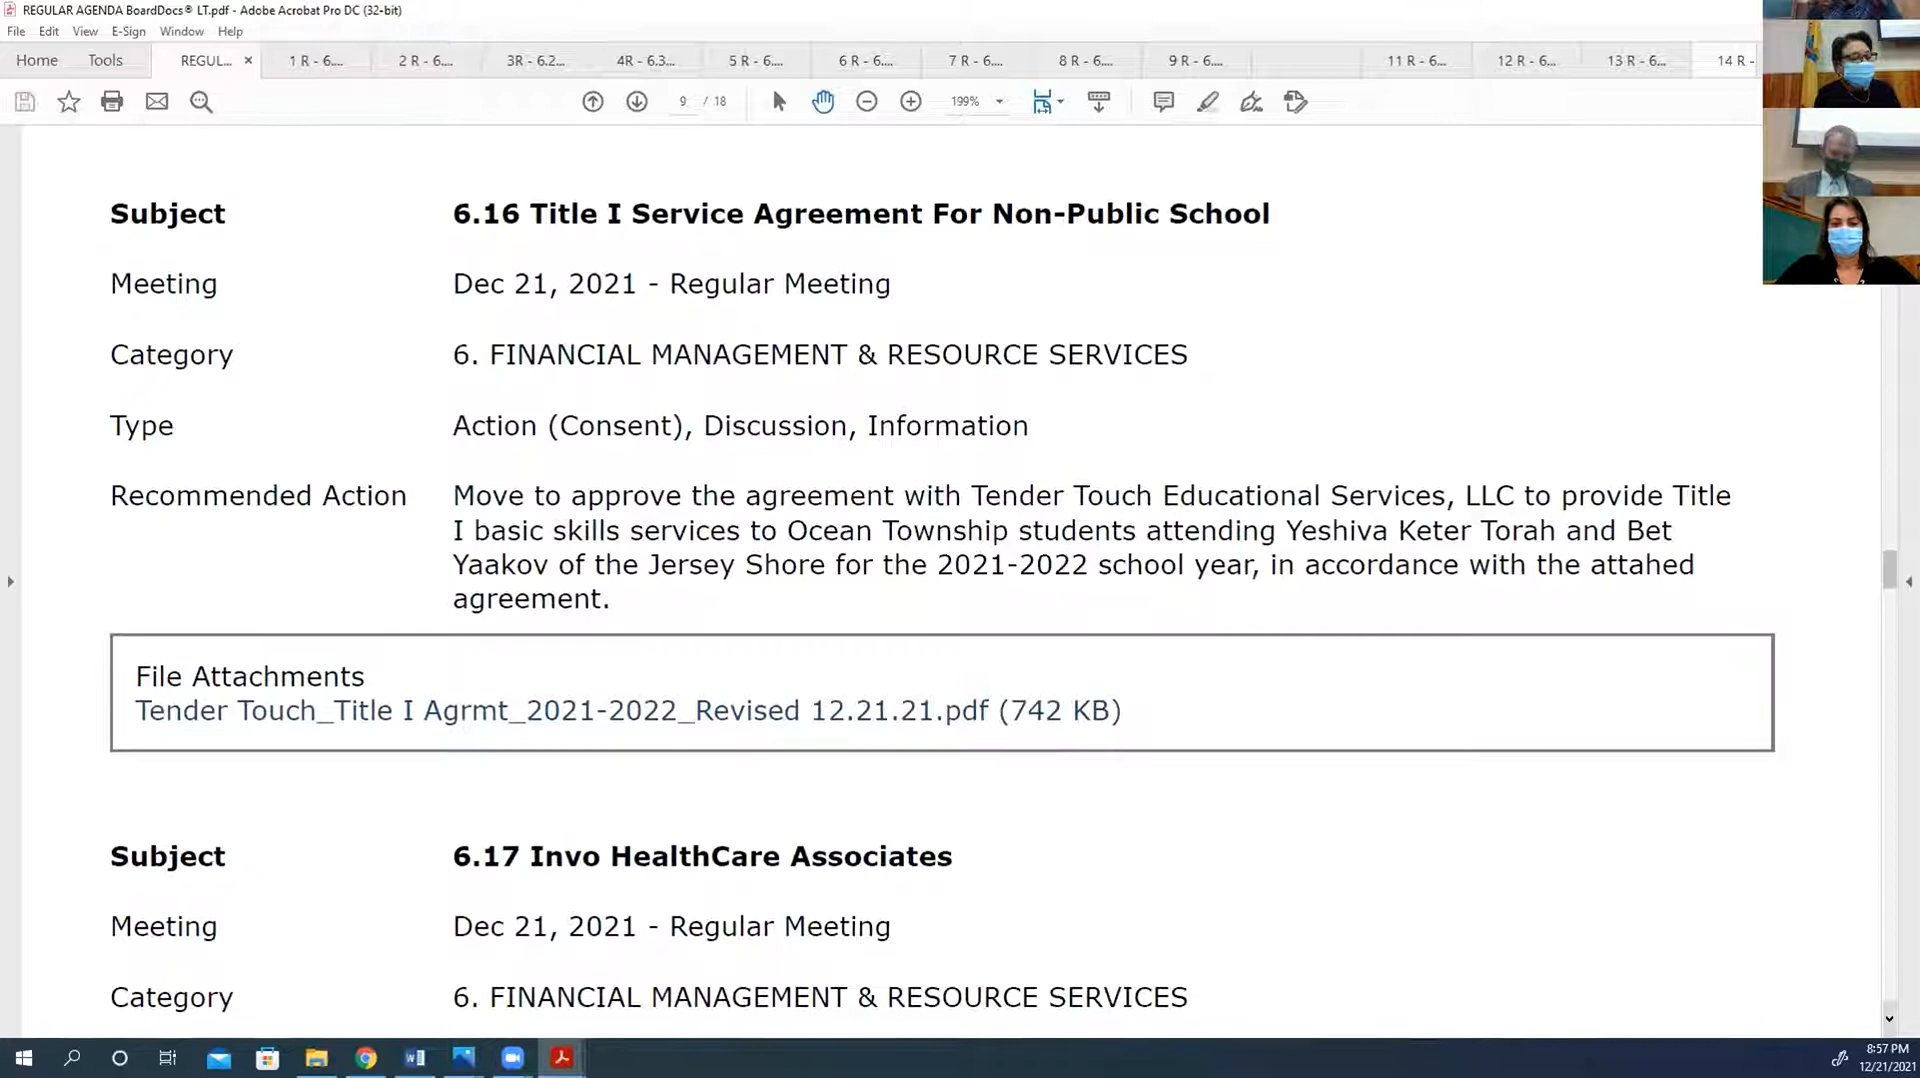 REGULAR AGENDA BoardDocs® LT.pdf - Adobe Acrobat Pro DC (32-bit)
File Edit View E-Sign Window Help
Home Tools REGUL... × 1 R - 6.... 2 R - 6.... 3R - 6.2... 4R - 6.3... 5 R - 6.... 6 R - 6.... 7 R - 6.... 8 R - 6.... 9 R - 6.... 11 R - 6... 12 R - 6... 13 R - 6... 14 R -
9 / 18 199%
Subject 6.16 Title I Service Agreement For Non-Public School
Meeting Dec 21, 2021 - Regular Meeting
Category 6. FINANCIAL MANAGEMENT & RESOURCE SERVICES
Type Action (Consent), Discussion, Information
Recommended Action Move to approve the agreement with Tender Touch Educational Services, LLC to provide Title
I basic skills services to Ocean Township students attending Yeshiva Keter Torah and Bet
Yaakov of the Jersey Shore for the 2021-2022 school year, in accordance with the attahed
agreement.
File Attachments
Tender Touch_Title I Agrmt_2021-2022_Revised 12.21.21.pdf (742 KB)
Subject 6.17 Invo HealthCare Associates
Meeting Dec 21, 2021 - Regular Meeting
Category 6. FINANCIAL MANAGEMENT & RESOURCE SERVICES
8:57 PM
12/21/2021